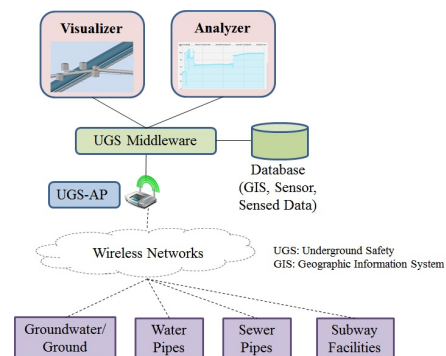 Visualizer
Analyzer
UGS Middleware
UGS-AP
Database
(GIS, Sensor,
Sensed Data)
Wireless Networks
UGS: Underground Safety
GIS: Geographic Information System
Groundwater/
Ground
Water
Pipes
Sewer
Pipes
Subway
Facilities